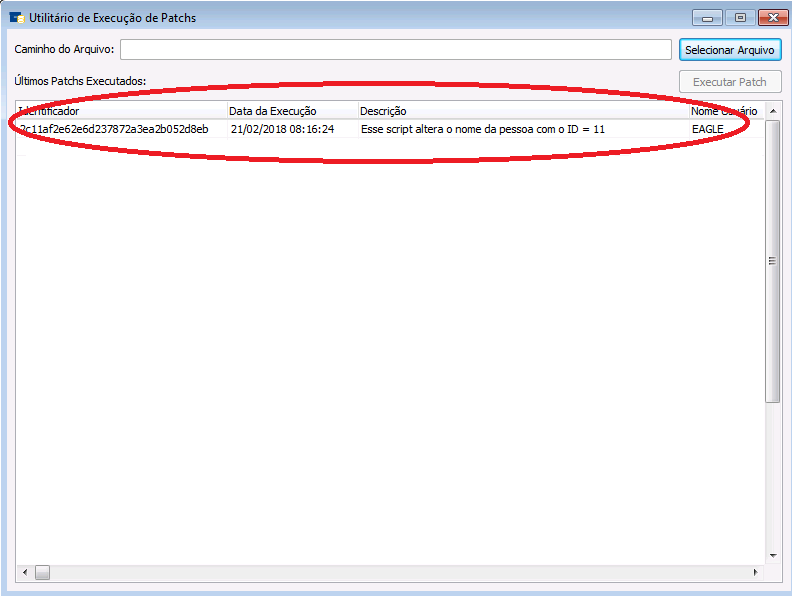 Utilitário de Execução de Patchs
Caminho do Arquivo: Selecionar Arquivo
Últimos Patchs Executados: Executar Patch
Identificador Data da Execução Descrição Nome Usuário
2c11af2e62e6d237872a3ea2b052d8eb 21/02/2018 08:16:24 Esse script altera o nome da pessoa com o ID = 11 EAGLE